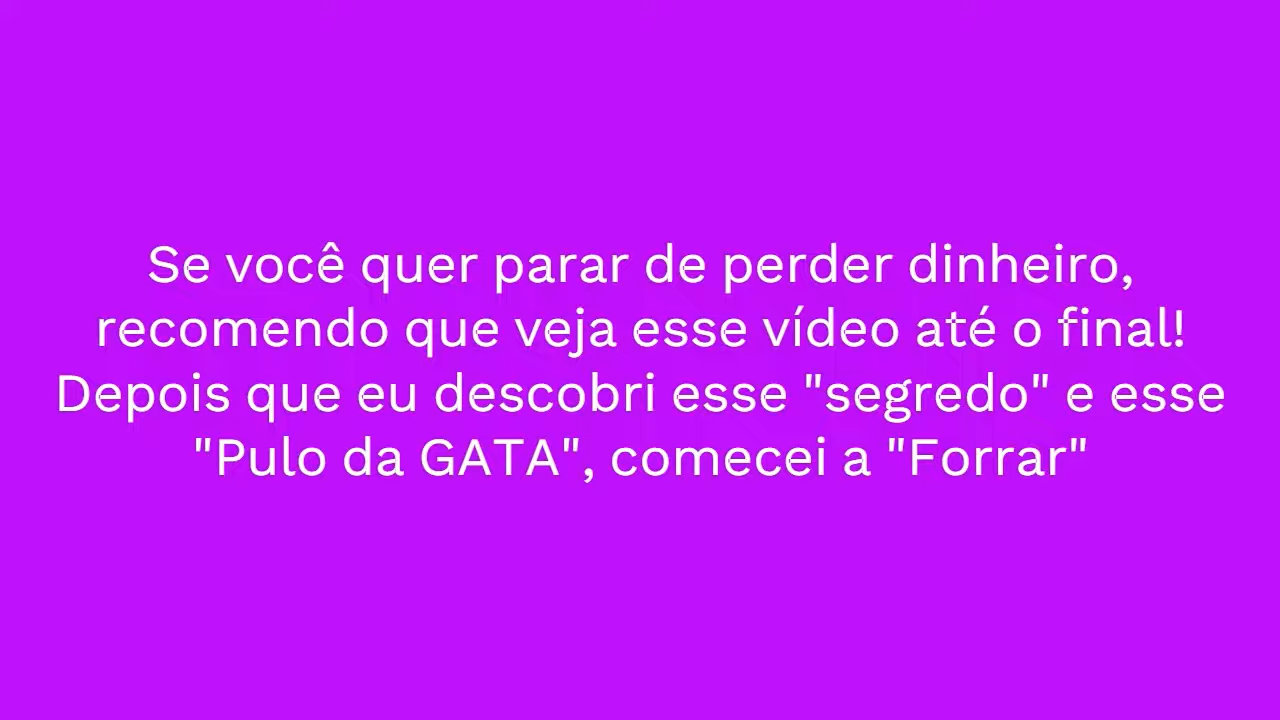 Se você quer parar de perder dinheiro,
recomendo que veja esse vídeo até o final!
Depois que eu descobri esse "segredo" e esse
"Pulo da GATA", comecei a "Forrar"